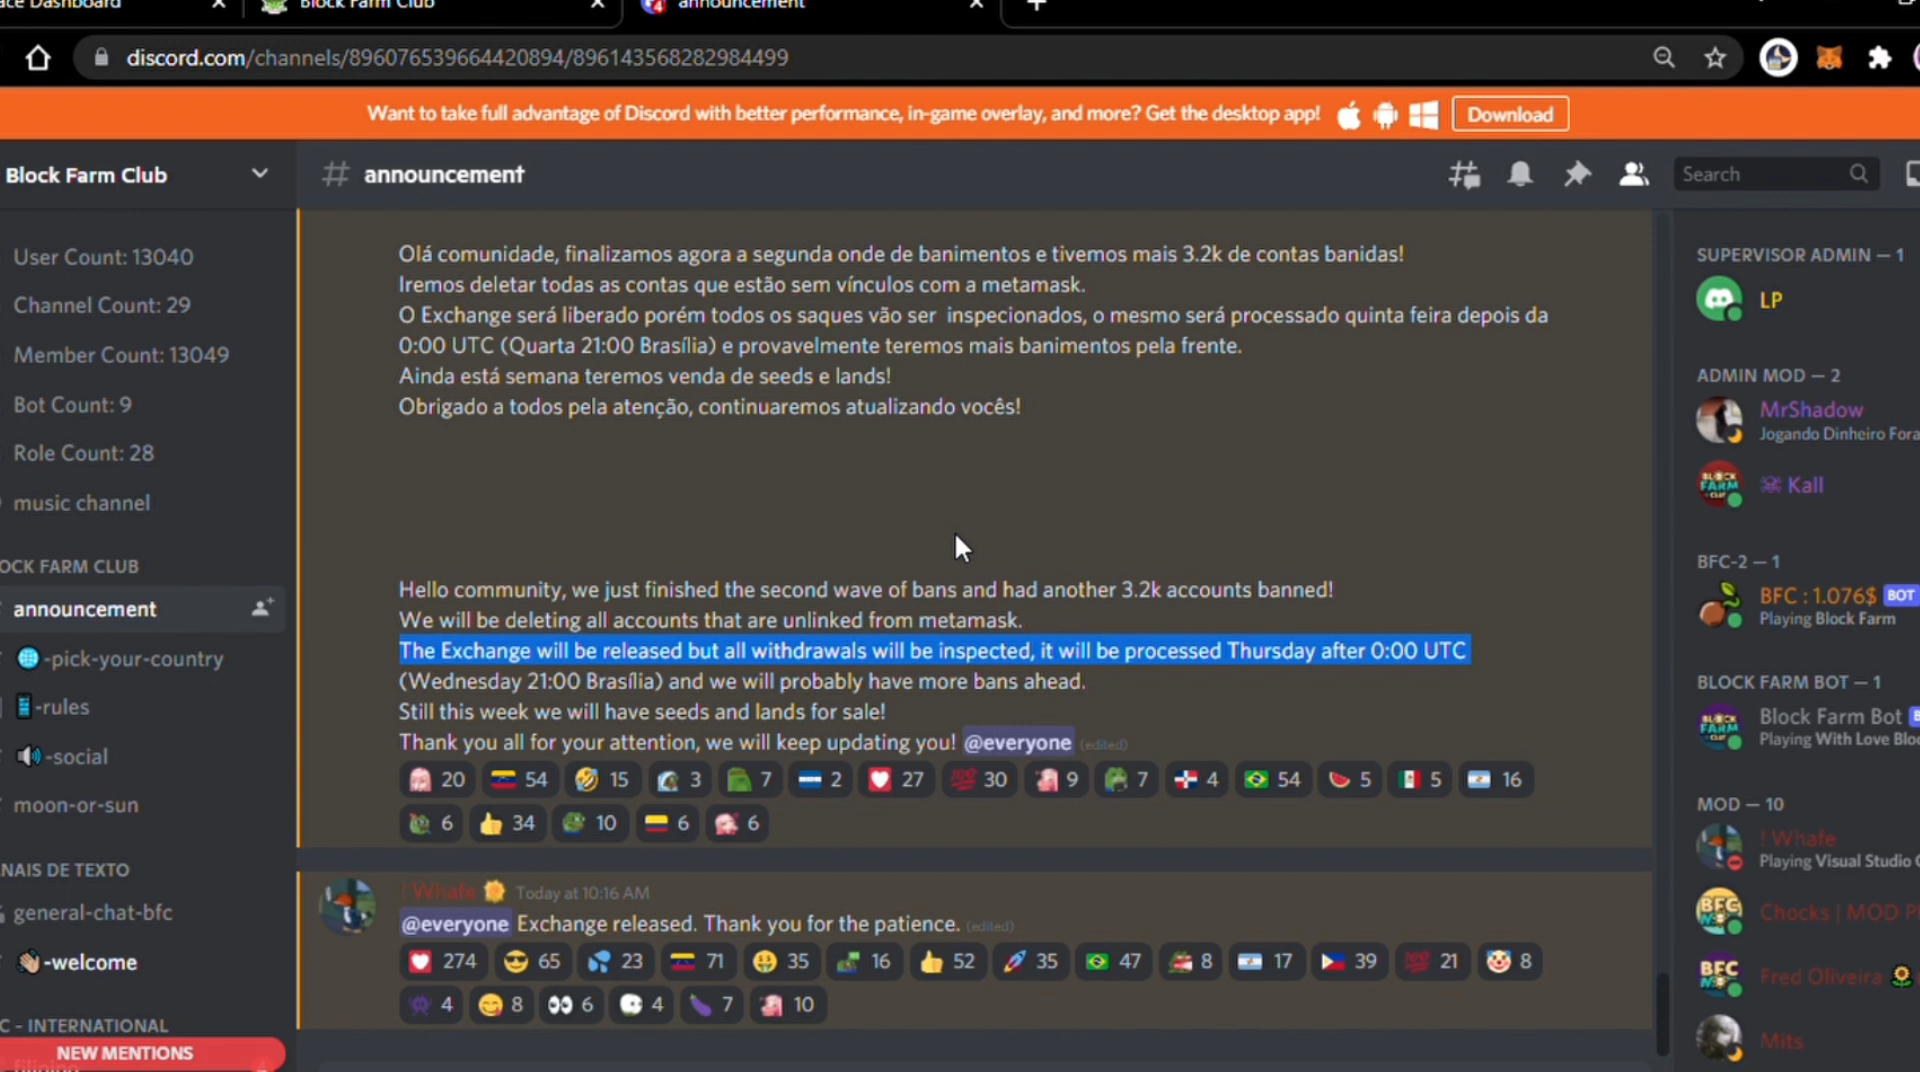 ace Dashboard
Block Farm Club
announcement
discord.com/channels/896076539664420894/896143568282984499
Want to take full advantage of Discord with better performance, in-game overlay, and more? Get the desktop app!
Download
Block Farm Club
announcement
Search
User Count: 13040
Channel Count: 29
Member Count: 13049
Bot Count: 9
Role Count: 28
music channel
OCK FARM CLUB
announcement
-pick-your-country
-rules
-social
moon-or-sun
NAIS DE TEXTO
general-chat-bfc
-welcome
C - INTERNATIONAL
NEW MENTIONS
Olá comunidade, finalizamos agora a segunda onde de banimentos e tivemos mais 3.2k de contas banidas!
Iremos deletar todas as contas que estão sem vínculos com a metamask.
O Exchange será liberado porém todos os saques vão ser inspecionados, o mesmo será processado quinta feira depois da
0:00 UTC (Quarta 21:00 Brasília) e provavelmente teremos mais banimentos pela frente.
Ainda está semana teremos venda de seeds e lands!
Obrigado a todos pela atenção, continuaremos atualizando vocês!
Hello community, we just finished the second wave of bans and had another 3.2k accounts banned!
We will be deleting all accounts that are unlinked from metamask.
The Exchange will be released but all withdrawals will be inspected, it will be processed Thursday after 0:00 UTC
(Wednesday 21:00 Brasília) and we will probably have more bans ahead.
Still this week we will have seeds and lands for sale!
Thank you all for your attention, we will keep updating you! @everyone (edited)
20 54 15 3 7 2 27 30 9 7 4 54 5 5 16
6 34 10 6 6
! Whafe Today at 10:16 AM
@everyone Exchange released. Thank you for the patience. (edited)
274 65 23 71 35 16 52 35 47 8 17 39 21 8
4 8 6 4 7 10
SUPERVISOR ADMIN — 1
LP
ADMIN MOD — 2
MrShadow
Jogando Dinheiro Fora
Kall
BFC-2 — 1
BFC : 1.076$ BOT
Playing Block Farm
BLOCK FARM BOT — 1
Block Farm Bot B
Playing With Love Bloc
MOD — 10
! Whafe
Playing Visual Studio C
Chocks | MOD P
Fred Oliveira
Mits